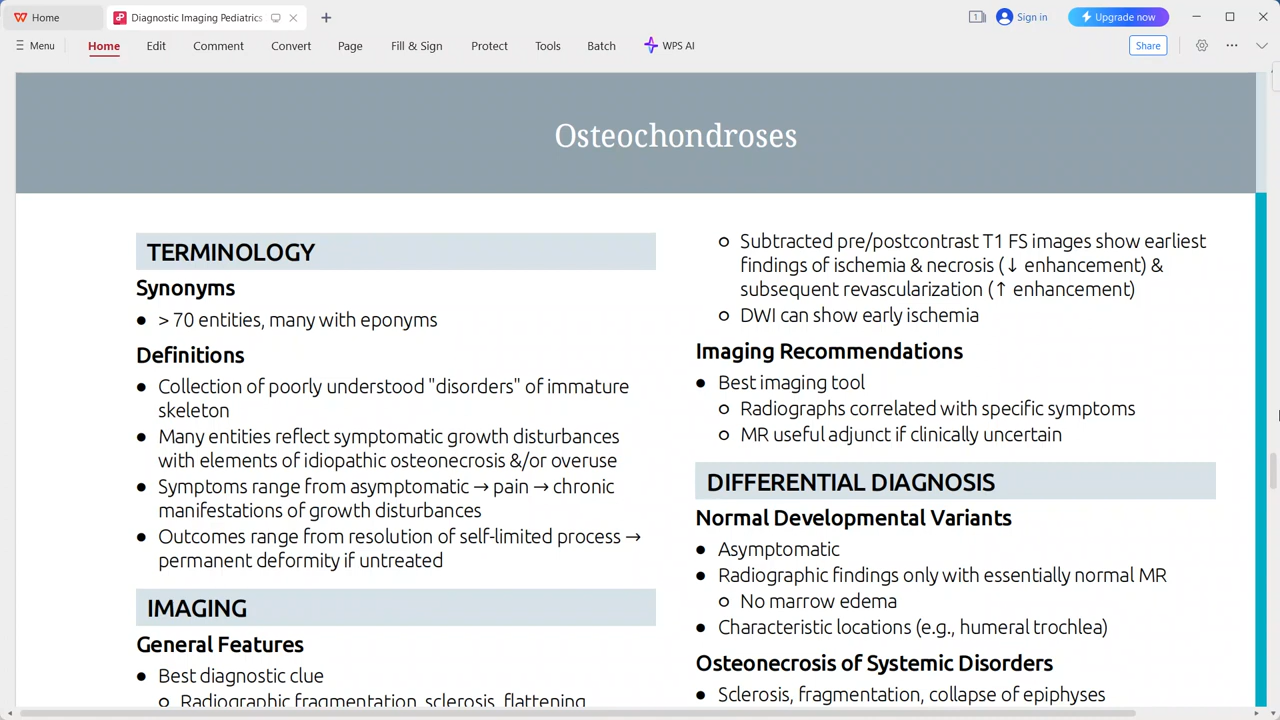 Home
Diagnostic Imaging Pediatrics
1
Sign in
Upgrade now
Menu
Home
Edit
Comment
Convert
Page
Fill & Sign
Protect
Tools
Batch
WPS AI
Share
Osteochondroses
TERMINOLOGY
Synonyms
● > 70 entities, many with eponyms
Definitions
● Collection of poorly understood "disorders" of immature
skeleton
● Many entities reflect symptomatic growth disturbances
with elements of idiopathic osteonecrosis &/or overuse
● Symptoms range from asymptomatic → pain → chronic
manifestations of growth disturbances
● Outcomes range from resolution of self-limited process →
permanent deformity if untreated
IMAGING
General Features
● Best diagnostic clue
○ Radiographic fragmentation, sclerosis, flattening
○ Subtracted pre/postcontrast T1 FS images show earliest
findings of ischemia & necrosis (↓ enhancement) &
subsequent revascularization (↑ enhancement)
○ DWI can show early ischemia
Imaging Recommendations
● Best imaging tool
○ Radiographs correlated with specific symptoms
○ MR useful adjunct if clinically uncertain
DIFFERENTIAL DIAGNOSIS
Normal Developmental Variants
● Asymptomatic
● Radiographic findings only with essentially normal MR
○ No marrow edema
● Characteristic locations (e.g., humeral trochlea)
Osteonecrosis of Systemic Disorders
● Sclerosis, fragmentation, collapse of epiphyses